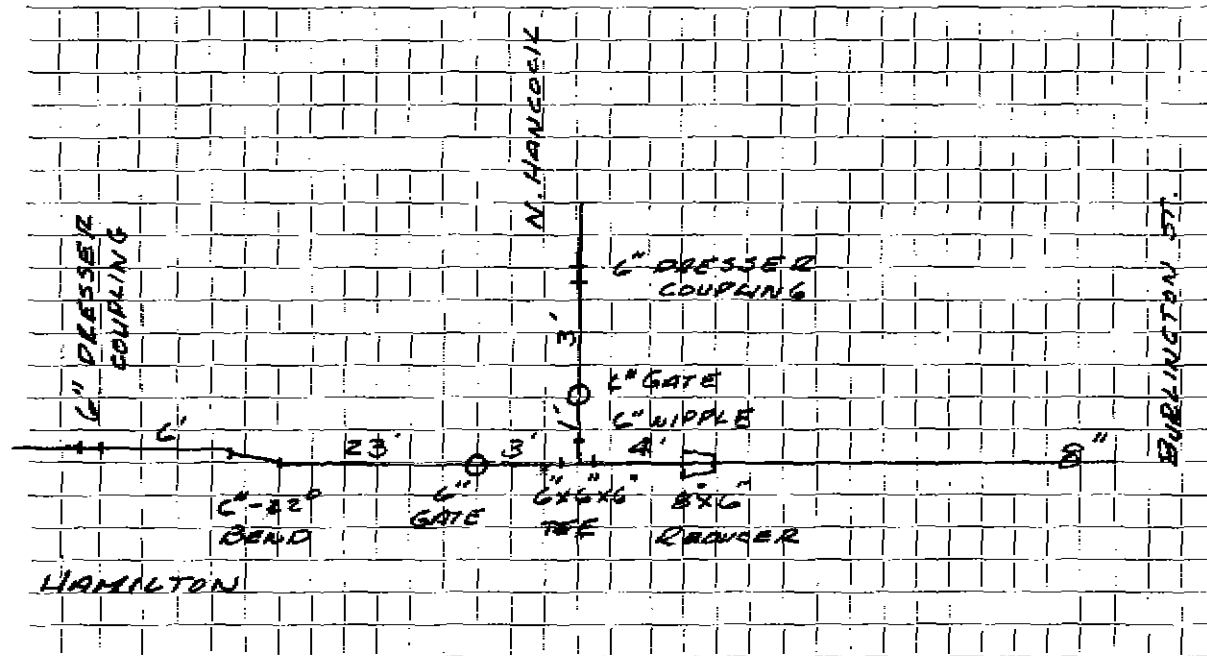 N. HANCOCK
6" DRESSER
COUPLING
6" DRESSER
COUPLING
BURLINGTON ST.
3'
6" GATE
1'
6" NIPPLE
6'
23'
3'
4'
8"
6"-22°
BEND
6"
GATE
6"x6"x6"
TEE
8"x6"
REDUCER
HAMILTON